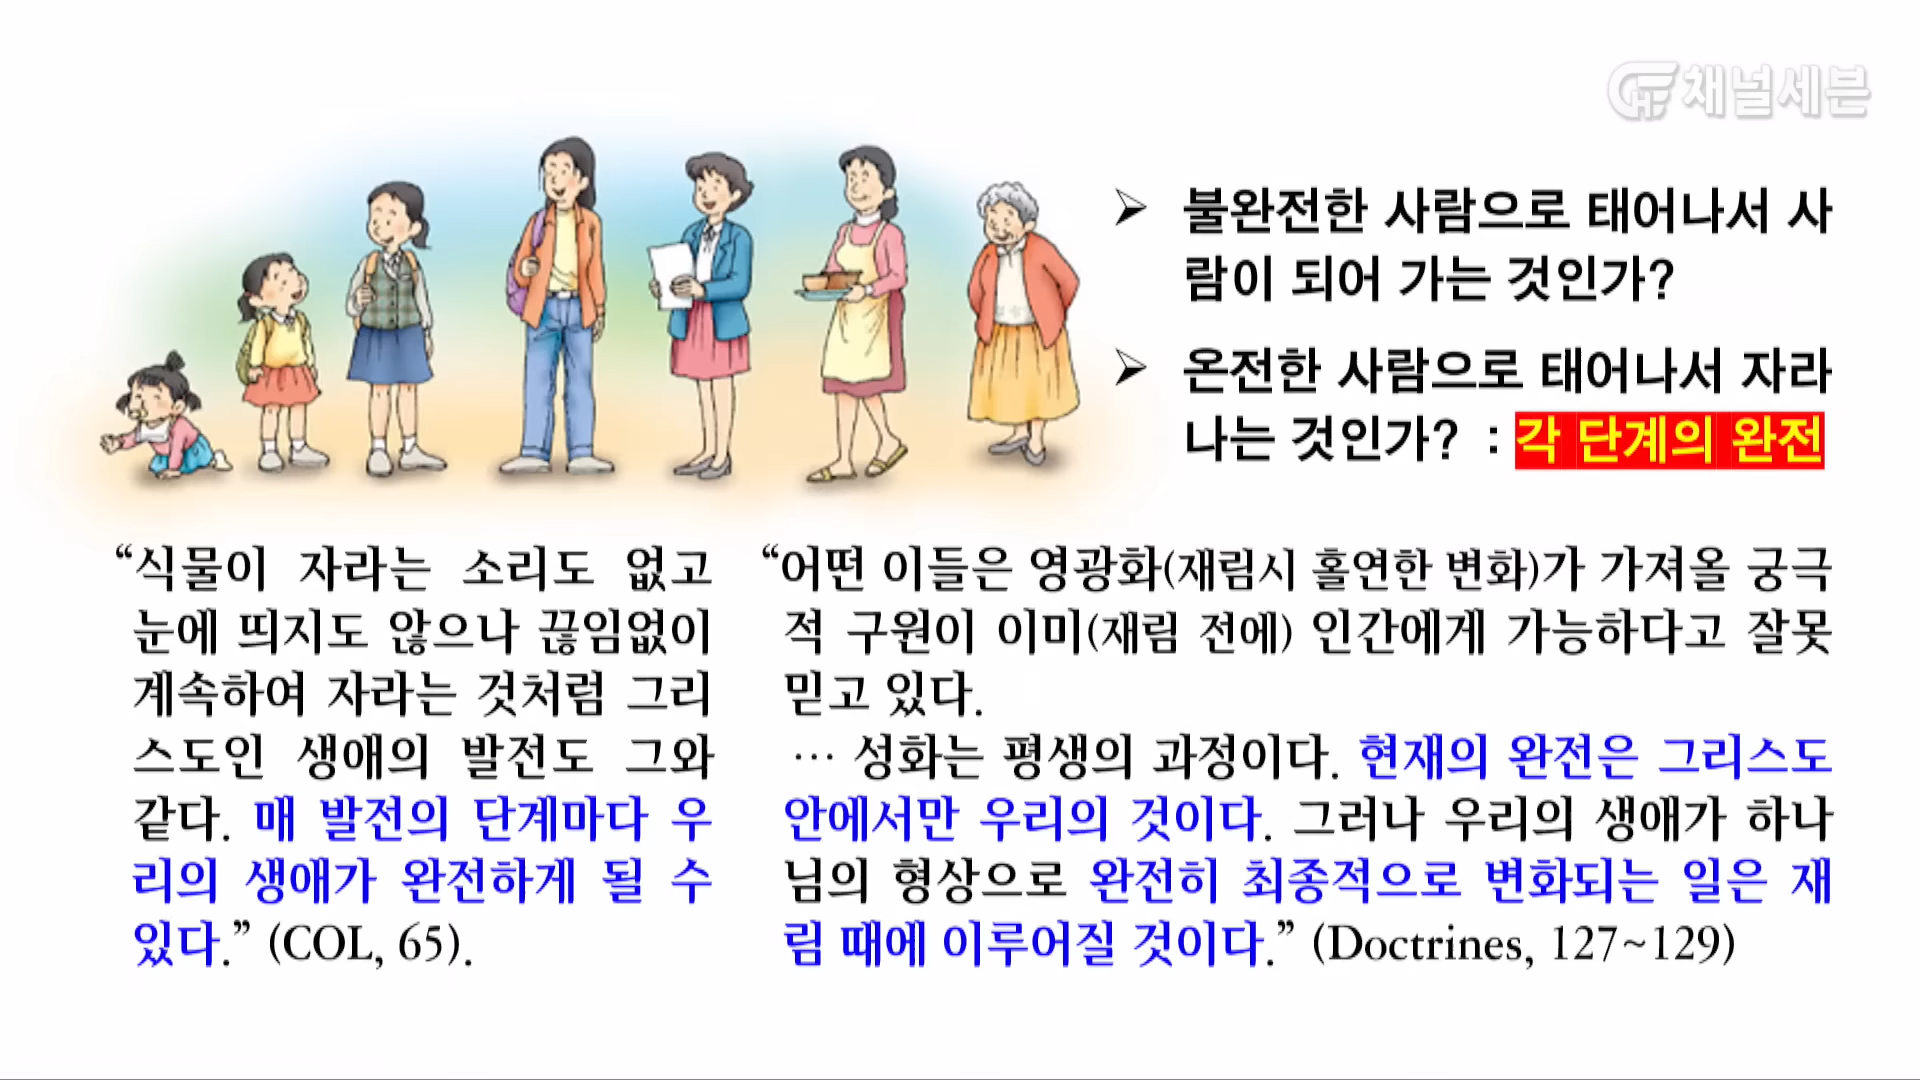 채널세븐
➢ 불완전한 사람으로 태어나서 사
람이 되어 가는 것인가?
➢ 온전한 사람으로 태어나서 자라
나는 것인가? : 각 단계의 완전
“식물이 자라는 소리도 없고
눈에 띄지도 않으나 끊임없이
계속하여 자라는 것처럼 그리
스도인 생애의 발전도 그와
같다. 매 발전의 단계마다 우
리의 생애가 완전하게 될 수
있다.” (COL, 65).
“어떤 이들은 영광화(재림시 홀연한 변화)가 가져올 궁극
적 구원이 이미(재림 전에) 인간에게 가능하다고 잘못
믿고 있다.
… 성화는 평생의 과정이다. 현재의 완전은 그리스도
안에서만 우리의 것이다. 그러나 우리의 생애가 하나
님의 형상으로 완전히 최종적으로 변화되는 일은 재
림 때에 이루어질 것이다.” (Doctrines, 127~129)